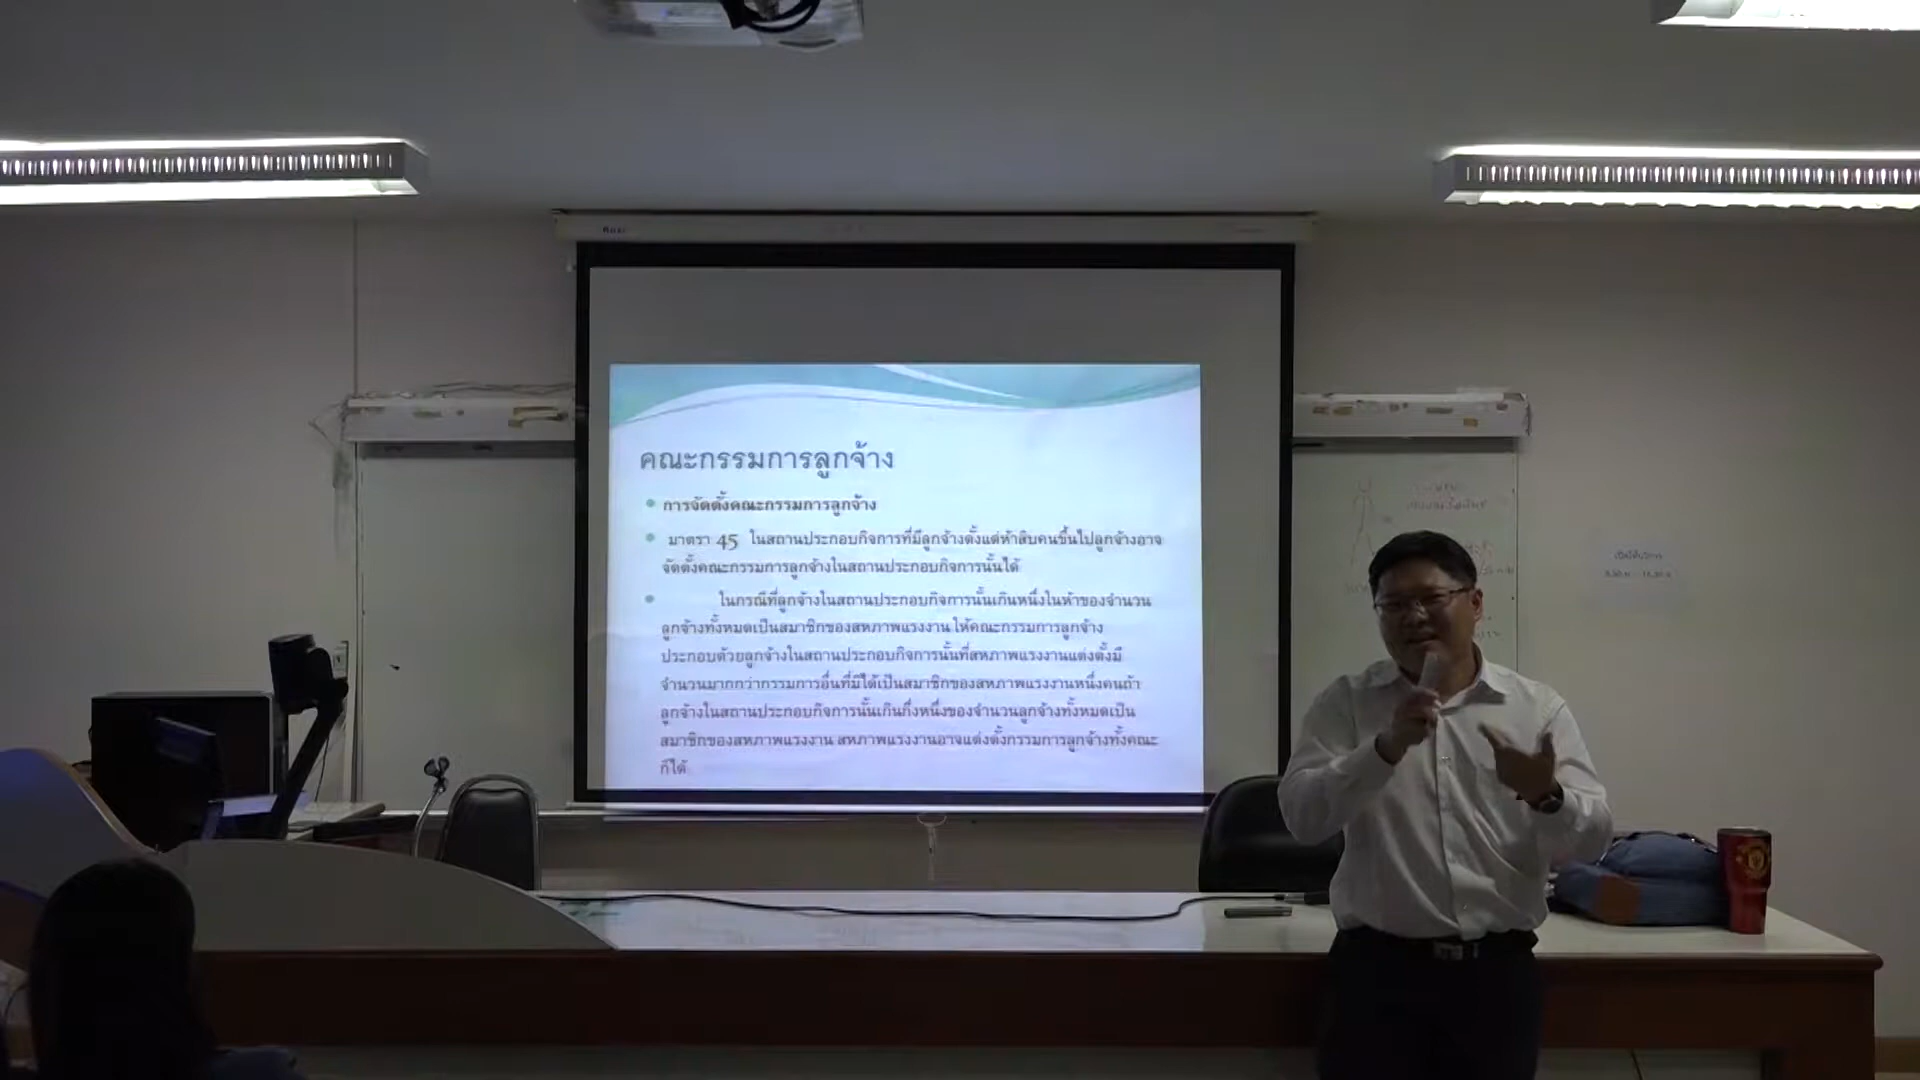 คณะกรรมการลูกจ้าง
การจัดตั้งคณะกรรมการลูกจ้าง
มาตรา 45 ในสถานประกอบกิจการที่มีลูกจ้างตั้งแต่ห้าสิบคนขึ้นไปลูกจ้างอาจ
จัดตั้งคณะกรรมการลูกจ้างในสถานประกอบกิจการนั้นได้
ในกรณีที่ลูกจ้างในสถานประกอบกิจการนั้นเกินหนึ่งในห้าของจำนวน
ลูกจ้างทั้งหมดเป็นสมาชิกของสหภาพแรงงาน ให้คณะกรรมการลูกจ้าง
ประกอบด้วยลูกจ้างในสถานประกอบกิจการนั้นที่สหภาพแรงงานแต่งตั้งมี
จำนวนมากกว่ากรรมการอื่นที่มิได้เป็นสมาชิกของสหภาพแรงงานหนึ่งคนถ้า
ลูกจ้างในสถานประกอบกิจการนั้นเกินกึ่งหนึ่งของจำนวนลูกจ้างทั้งหมดเป็น
สมาชิกของสหภาพแรงงาน สหภาพแรงงานอาจแต่งตั้งกรรมการลูกจ้างทั้งคณะ
ก็ได้